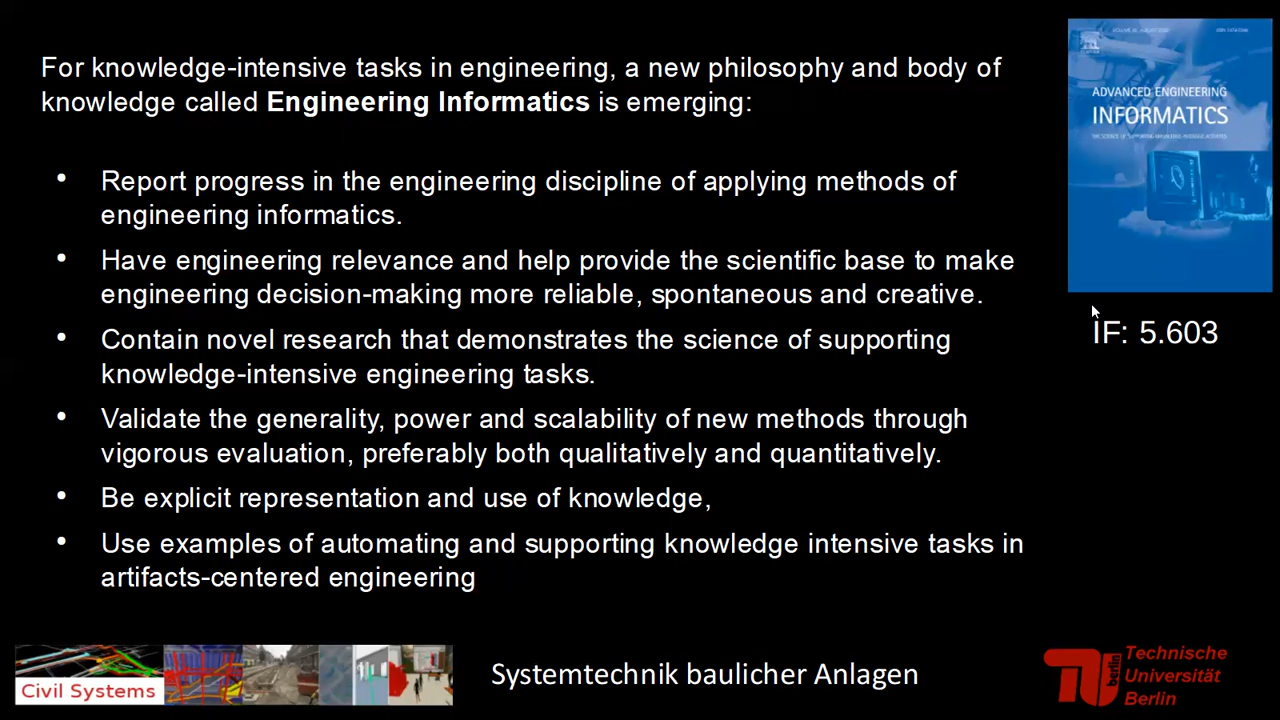 For knowledge-intensive tasks in engineering, a new philosophy and body of
knowledge called Engineering Informatics is emerging:
• Report progress in the engineering discipline of applying methods of
engineering informatics.
• Have engineering relevance and help provide the scientific base to make
engineering decision-making more reliable, spontaneous and creative.
• Contain novel research that demonstrates the science of supporting
knowledge-intensive engineering tasks.
• Validate the generality, power and scalability of new methods through
vigorous evaluation, preferably both qualitatively and quantitatively.
• Be explicit representation and use of knowledge,
• Use examples of automating and supporting knowledge intensive tasks in
artifacts-centered engineering
ADVANCED ENGINEERING
INFORMATICS
IF: 5.603
Civil Systems
Systemtechnik baulicher Anlagen
berlin
Technische
Universität
Berlin